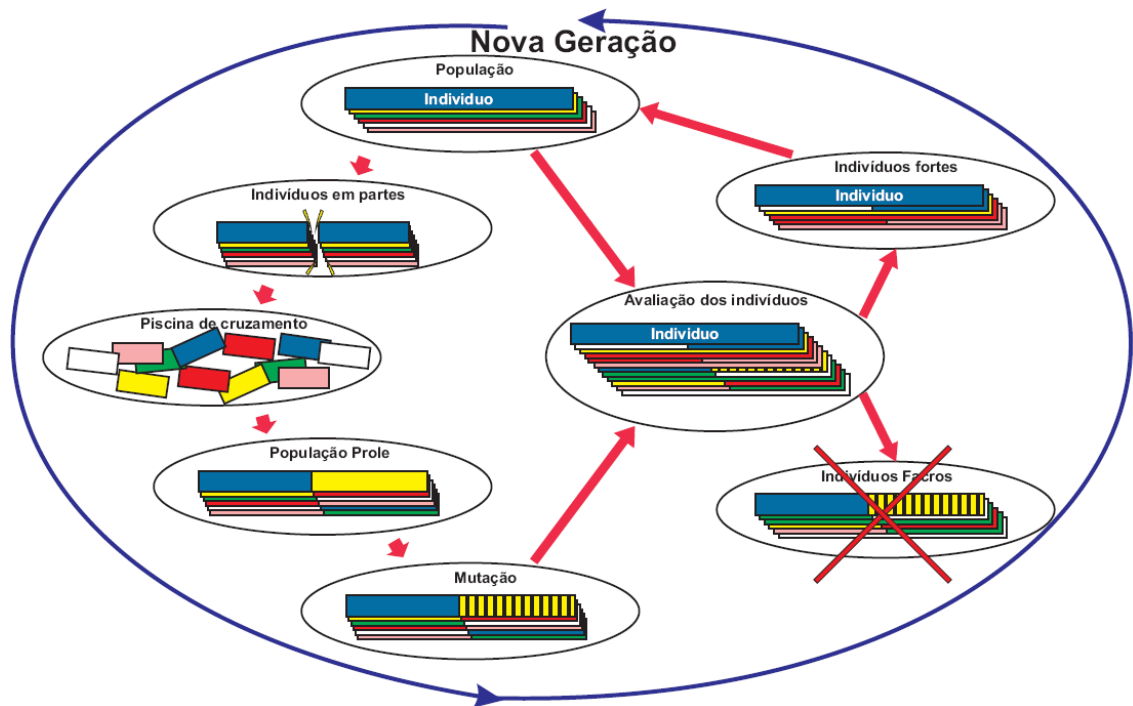 Nova Geração
População
Individuo
Indivíduos em partes
Piscina de cruzamento
População Prole
Mutação
Avaliação dos indivíduos
Individuo
Indivíduos fortes
Individuo
Indivíduos Facros